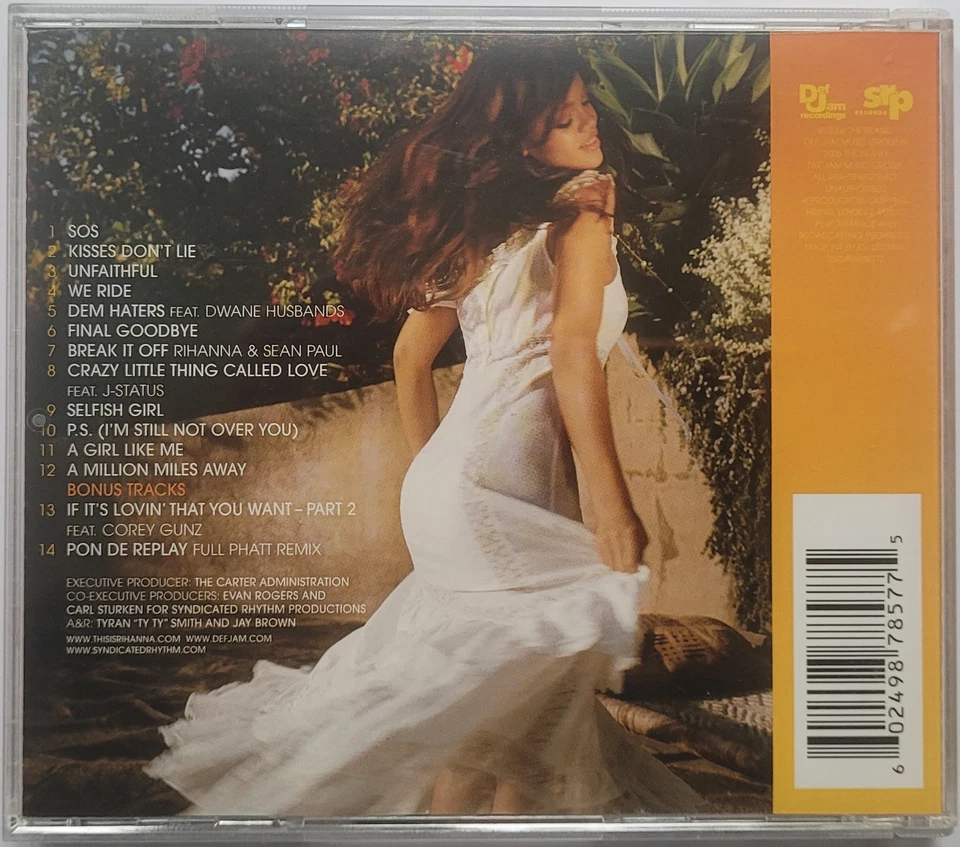 1 SOS
2 KISSES DON'T LIE
3 UNFAITHFUL
4 WE RIDE
5 DEM HATERS FEAT. DWANE HUSBANDS
6 FINAL GOODBYE
7 BREAK IT OFF RIHANNA & SEAN PAUL
8 CRAZY LITTLE THING CALLED LOVE
FEAT. J-STATUS
9 SELFISH GIRL
10 P.S. (I'M STILL NOT OVER YOU)
11 A GIRL LIKE ME
12 A MILLION MILES AWAY
BONUS TRACKS
13 IF IT'S LOVIN' THAT YOU WANT – PART 2
FEAT. COREY GUNZ
14 PON DE REPLAY FULL PHATT REMIX
EXECUTIVE PRODUCER: THE CARTER ADMINISTRATION
CO-EXECUTIVE PRODUCERS: EVAN ROGERS AND
CARL STURKEN FOR SYNDICATED RHYTHM PRODUCTIONS
A&R: TYRAN "TY TY" SMITH AND JAY BROWN
WWW.THISISRIHANNA.COM WWW.DEFJAM.COM
WWW.SYNDICATEDRHYTHM.COM
Def Jam recordings
srp RECORDS
6 02498 78577 5